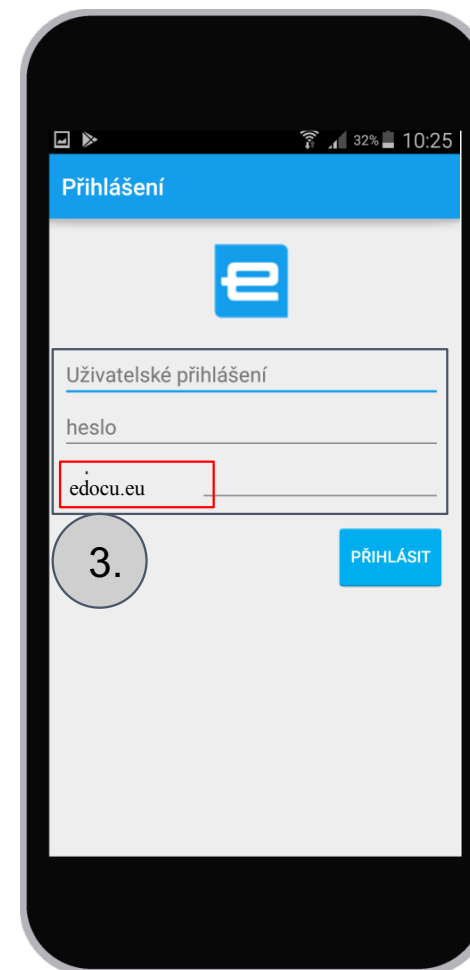 32% 10:25
Přihlášení
e
Uživatelské přihlášení
heslo
edocu.eu
3.
PŘIHLÁSIT